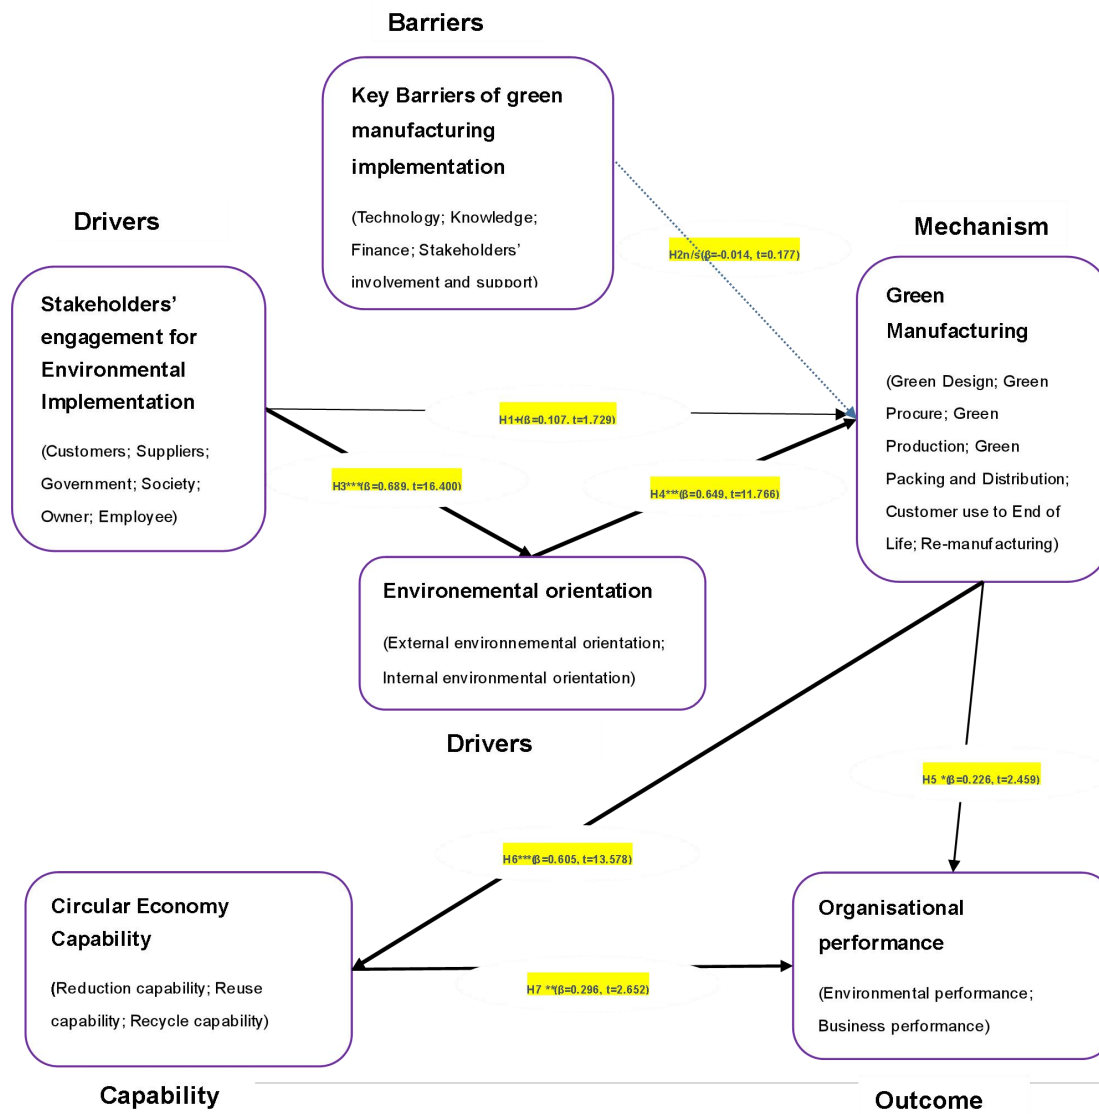 Barriers
Key Barriers of green
manufacturing
implementation
(Technology; Knowledge;
Finance; Stakeholders’
involvement and support)
Drivers
Stakeholders’
engagement for
Environmental
Implementation
(Customers; Suppliers;
Government; Society;
Owner; Employee)
H2n/s(β=-0.014, t=0.177)
Mechanism
Green
Manufacturing
(Green Design; Green
Procure; Green
Production; Green
Packing and Distribution;
Customer use to End of
Life; Re-manufacturing)
H1+(β=0.107, t=1.729)
H3***(β=0.689, t=16.400)
H4***(β=0.649, t=11.766)
Environemental orientation
(External environnemental orientation;
Internal environmental orientation)
Drivers
H5 *(β=0.226, t=2.459)
H6***(β=0.605, t=13.578)
Circular Economy
Capability
(Reduction capability; Reuse
capability; Recycle capability)
H7 **(β=0.296, t=2.652)
Organisational
performance
(Environmental performance;
Business performance)
Capability
Outcome